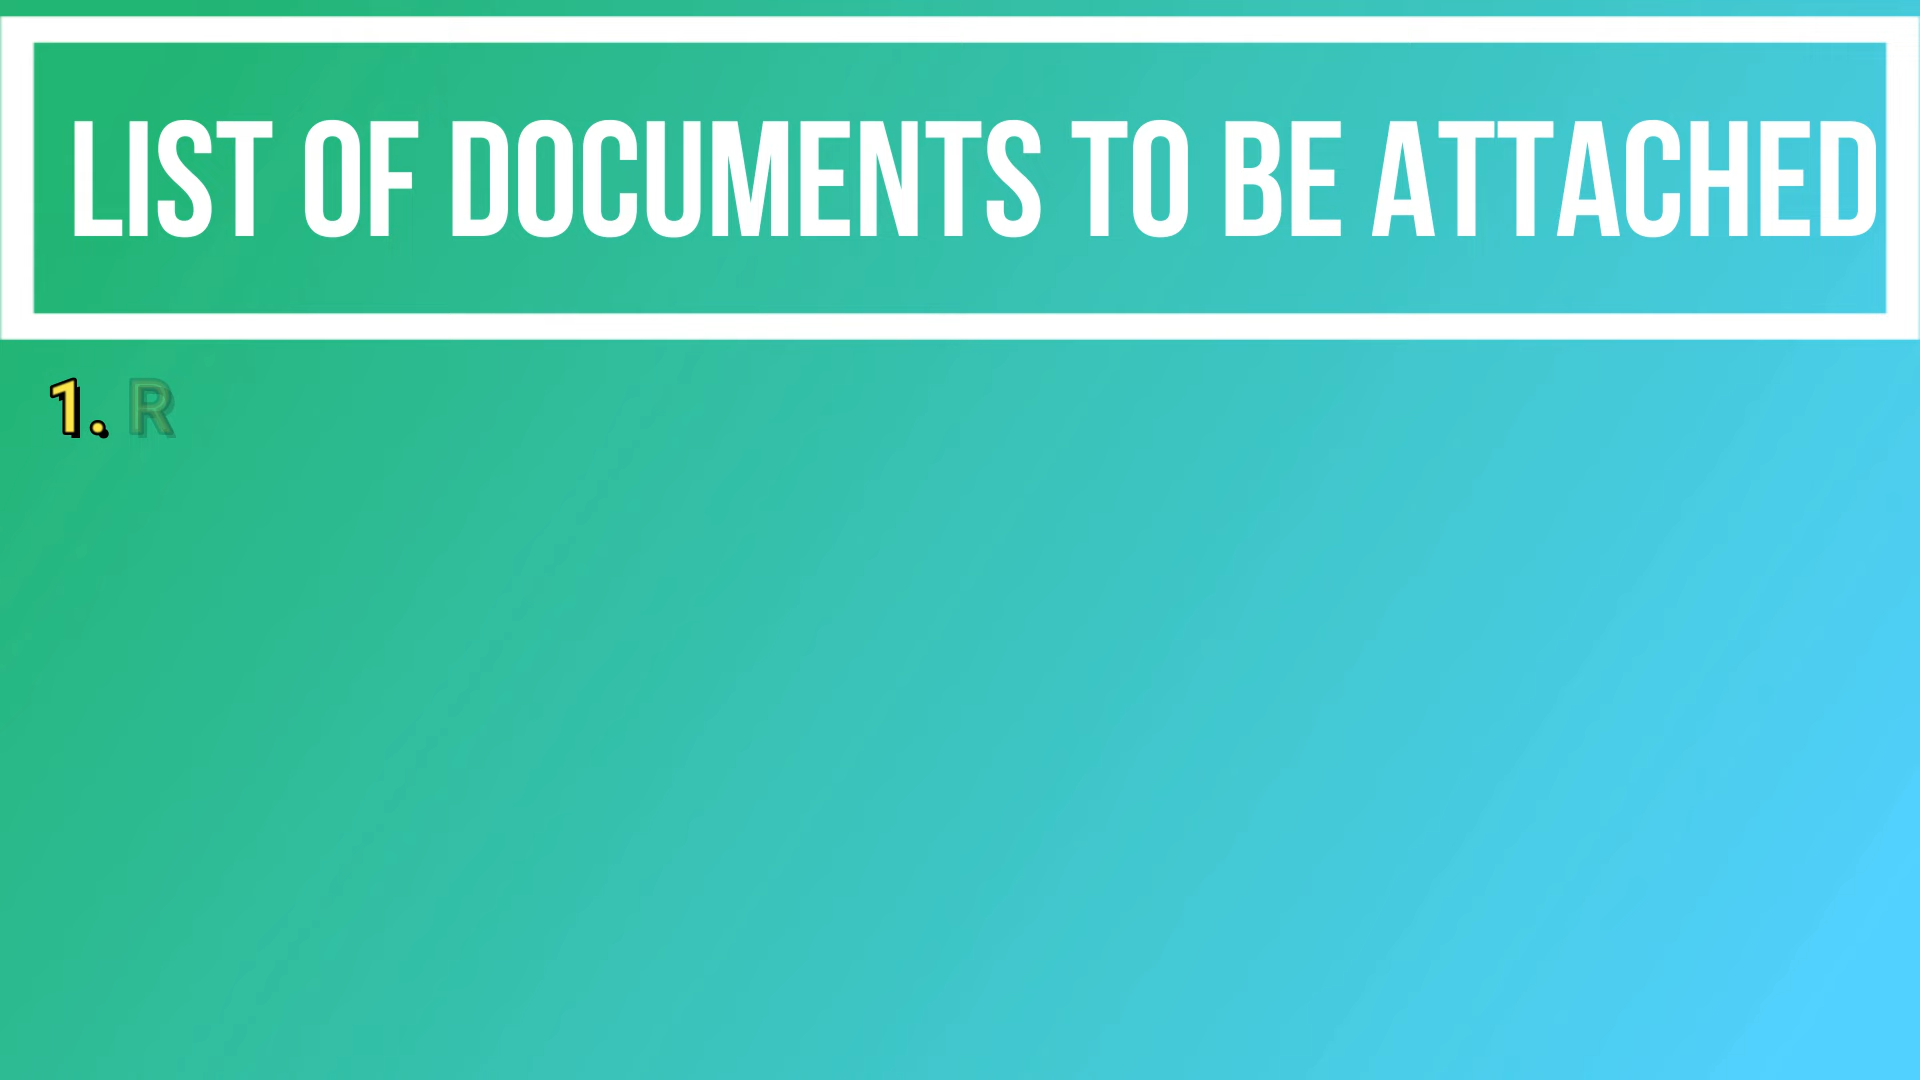 LIST OF DOCUMENTS TO BE ATTACHED
1. R